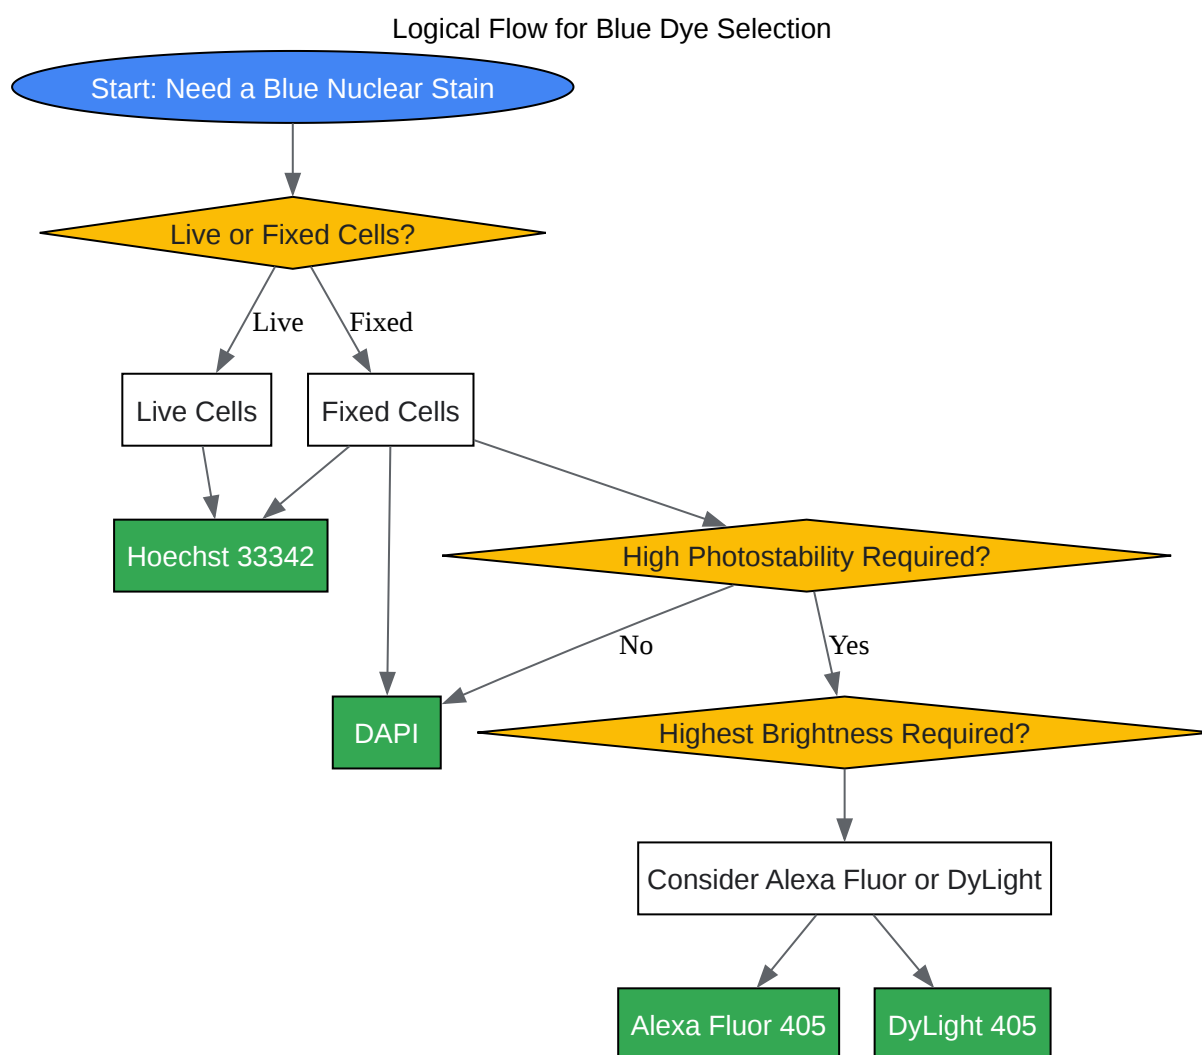 Logical Flow for Blue Dye Selection
Start: Need a Blue Nuclear Stain
Live or Fixed Cells?
Live
Fixed
Live Cells
Fixed Cells
Hoechst 33342
High Photostability Required?
No
Yes
DAPI
Highest Brightness Required?
Consider Alexa Fluor or DyLight
Alexa Fluor 405
DyLight 405